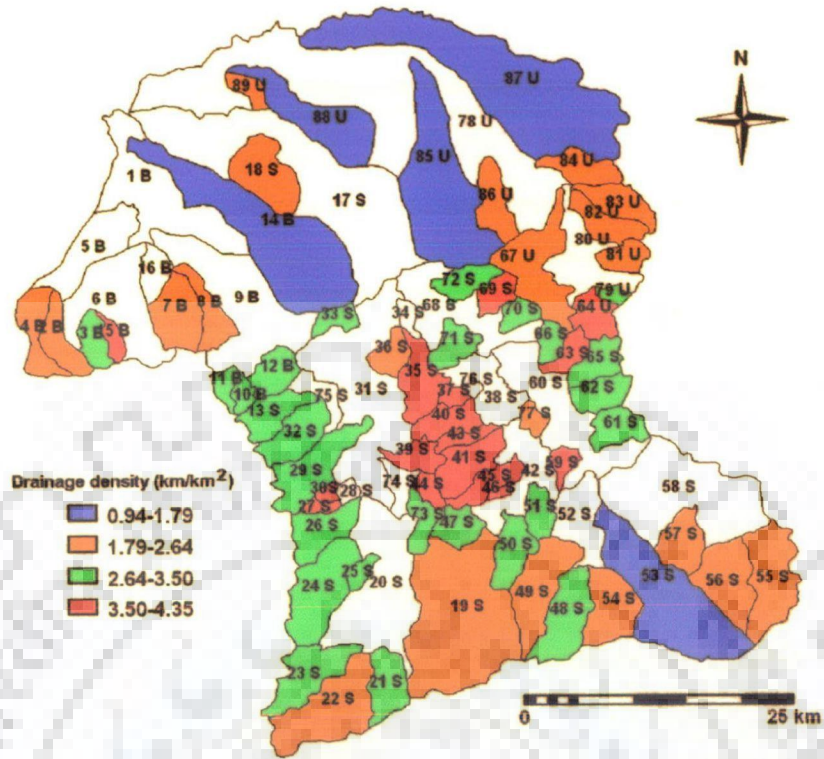 N
87 U
89 U
88 U
78 U
85 U
84 U
1 B
18 S
17 S
86 U
83 U
82 U
14 B
80 U
5 B
67 U
81 U
16 B
6 B
9 B
72 S
69 S
79 U
7 B
8 B
33 S
34 S
68 S
70 S
64 U
4 B
2 B
3 B
5 B
71 S
66 S
36 S
63 S
65 S
35 S
12 B
11 B
10 B
75 S
31 S
37 S
76 S
38 S
60 S
62 S
13 S
40 S
77 S
32 S
43 S
61 S
39 S
41 S
29 S
74 S
44 S
45 S
42 S
59 S
Drainage density (km/km²)
30 S
28 S
46 S
58 S
27 S
73 S
51 S
52 S
0.94-1.79
26 S
47 S
57 S
1.79-2.64
50 S
25 S
20 S
53 S
2.64-3.50
24 S
49 S
56 S
55 S
3.50-4.35
19 S
48 S
54 S
23 S
21 S
22 S
0
25 km